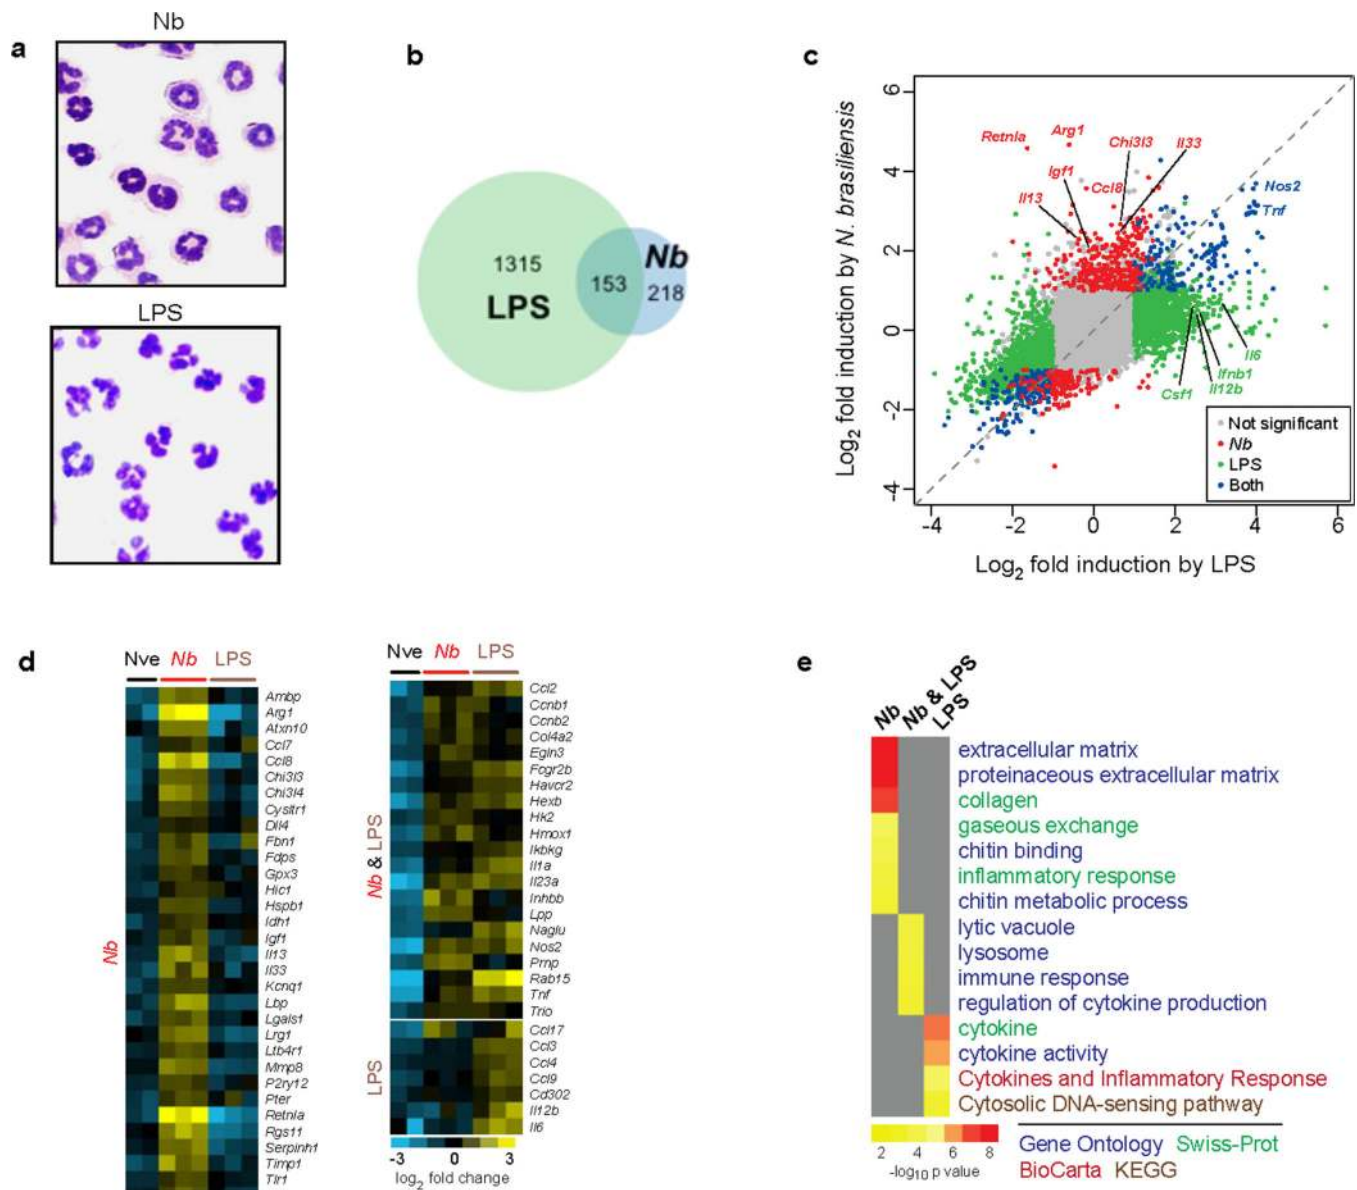 a
Nb
LPS
b
1315
LPS
153
Nb
218
c
Log2 fold induction by N. brasiliensis
6
4
2
0
-2
-4
Retnla
Arg1
Chi3l3
Il33
Igf1
Ccl8
Il13
Nos2
Tnf
Il6
Ifnb1
Il12b
Csf1
Not significant
Nb
LPS
Both
-4 -2 0 2 4 6
Log2 fold induction by LPS
d
Nve Nb LPS
Nb
Ambp
Arg1
Atxn10
Ccl7
Ccl8
Chi3l3
Chi3l4
Cysltr1
Dll4
Fbn1
Fdps
Gpx3
Hic1
Hspb1
Idh1
Igf1
Il13
Il33
Kcnq1
Lbp
Lgals1
Lrg1
Ltb4r1
Mmp8
P2ry12
Pter
Retnla
Rgs11
Serpinh1
Timp1
Tlr1
Nve Nb LPS
Nb & LPS
Ccl2
Ccnb1
Ccnb2
Col4a2
Egln3
Fcgr2b
Havcr2
Hexb
Hk2
Hmox1
Ikbkg
Il1a
Il23a
Inhbb
Lpp
Naglu
Nos2
Prnp
Rab15
Tnf
Trio
LPS
Ccl17
Ccl3
Ccl4
Ccl9
Cd302
Il12b
Il6
-3 0 3
log2 fold change
e
Nb
Nb & LPS
LPS
extracellular matrix
proteinaceous extracellular matrix
collagen
gaseous exchange
chitin binding
inflammatory response
chitin metabolic process
lytic vacuole
lysosome
immune response
regulation of cytokine production
cytokine
cytokine activity
Cytokines and Inflammatory Response
Cytosolic DNA-sensing pathway
2 4 6 8
-log10 p value
Gene Ontology Swiss-Prot
BioCarta KEGG